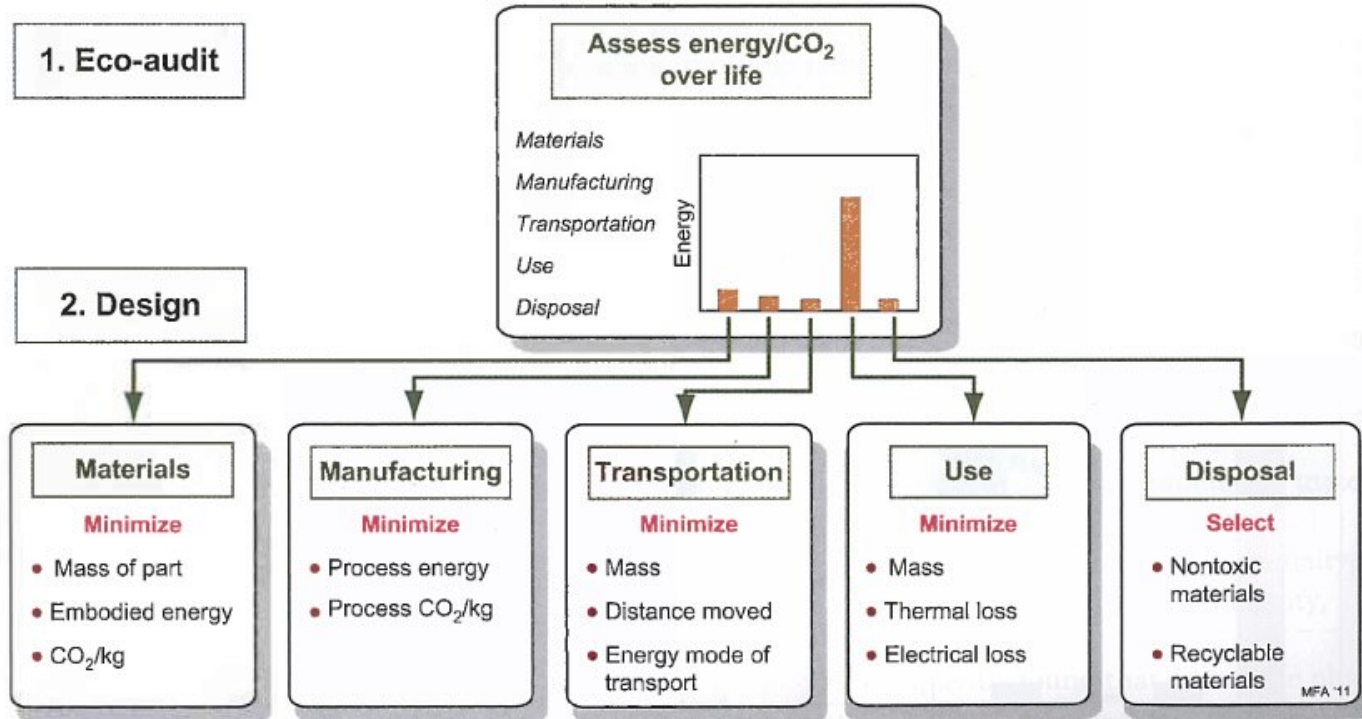 1. Eco-audit
Assess energy/CO₂
over life
Materials
Manufacturing
Transportation
Use
Disposal
Energy
2. Design
Materials
Minimize
• Mass of part
• Embodied energy
• CO₂/kg
Manufacturing
Minimize
• Process energy
• Process CO₂/kg
Transportation
Minimize
• Mass
• Distance moved
• Energy mode of
transport
Use
Minimize
• Mass
• Thermal loss
• Electrical loss
Disposal
Select
• Nontoxic
materials
• Recyclable
materials
MFA '11